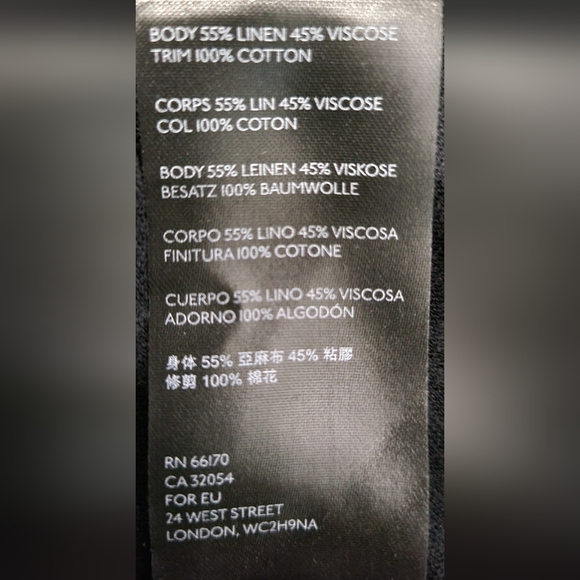 BODY 55% LINEN 45% VISCOSE
TRIM 100% COTTON
CORPS 55% LIN 45% VISCOSE
COL 100% COTON
BODY 55% LEINEN 45% VISKOSE
BESATZ 100% BAUMWOLLE
CORPO 55% LINO 45% VISCOSA
FINITURA 100% COTONE
CUERPO 55% LINO 45% VISCOSA
ADORNO 100% ALGODÓN
身体 55% 亞麻布 45% 粘膠
修剪 100% 棉花
RN 66170
CA 32054
FOR EU
24 WEST STREET
LONDON, WC2H9NA